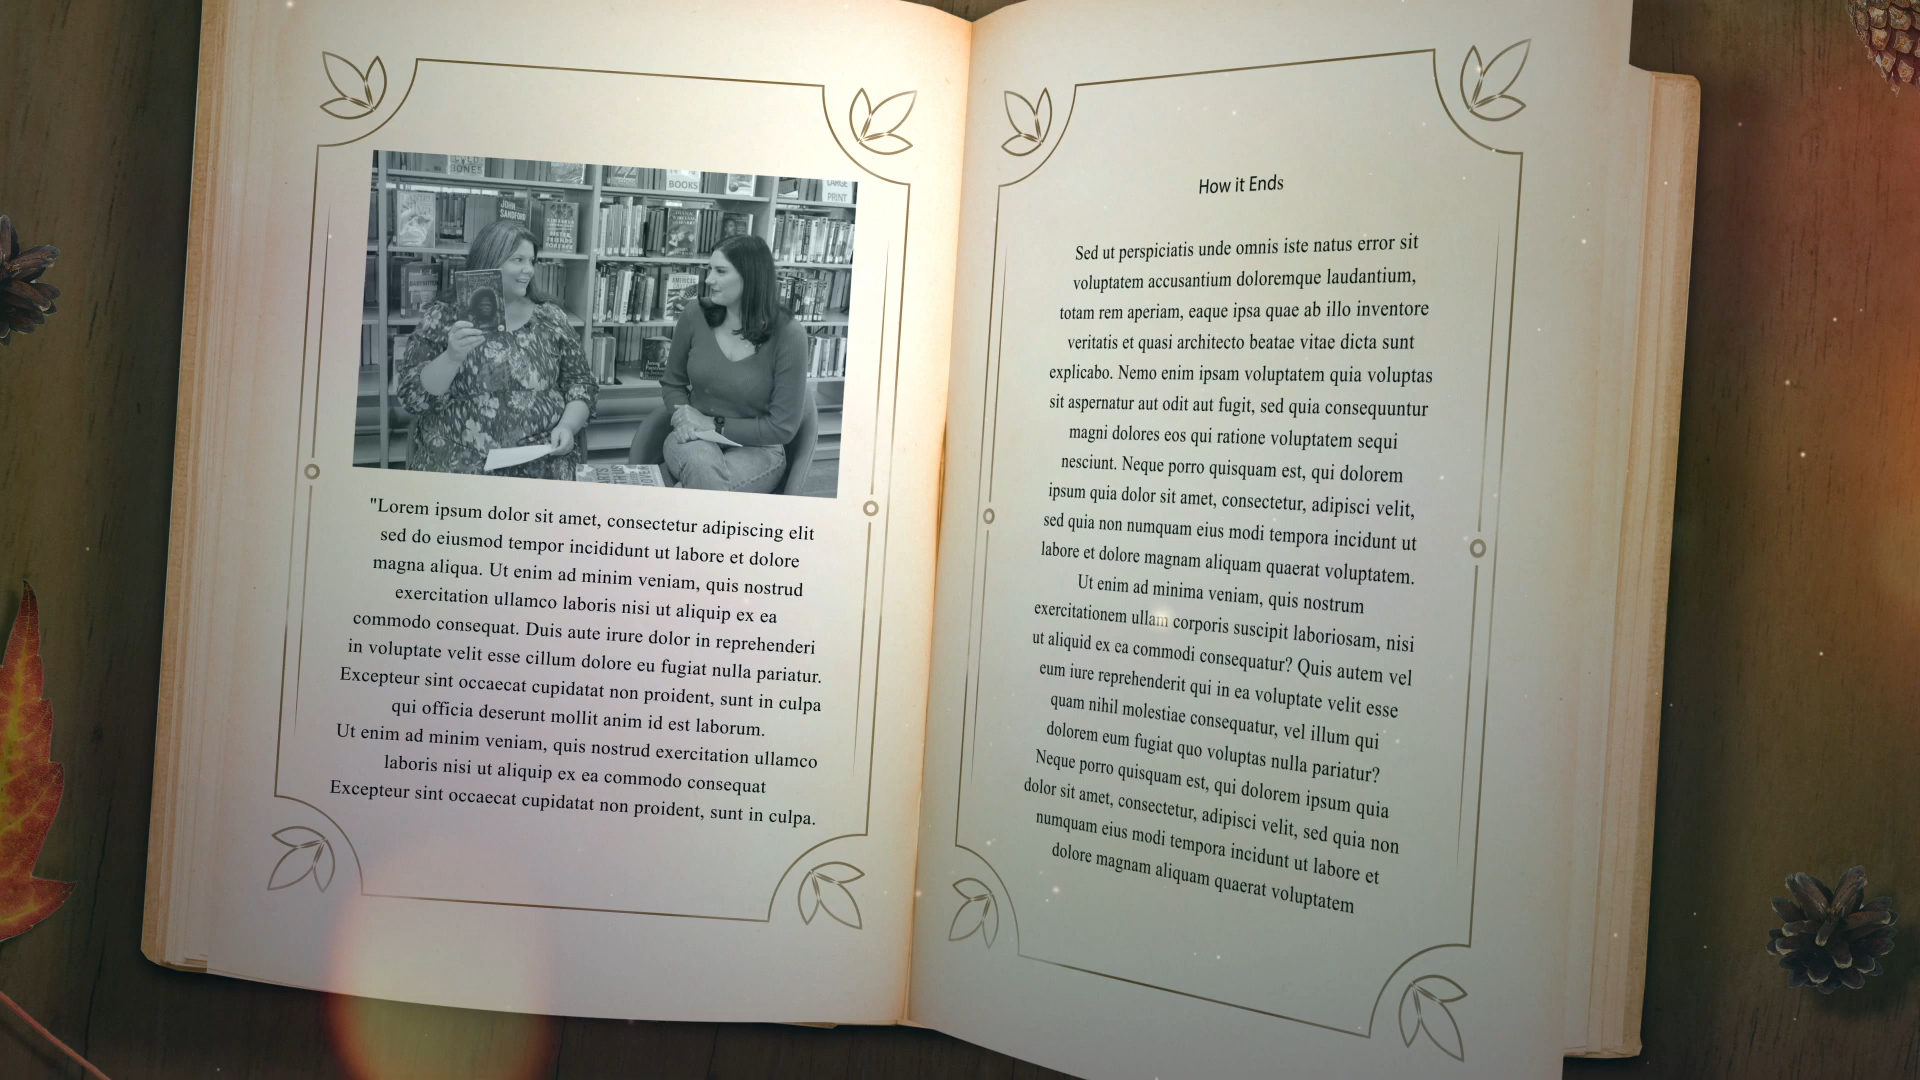 JONES
BOOKS
LARGE
PRINT
JOHN
SANDFORD
"Lorem ipsum dolor sit amet, consectetur adipiscing elit
sed do eiusmod tempor incididunt ut labore et dolore
magna aliqua. Ut enim ad minim veniam, quis nostrud
exercitation ullamco laboris nisi ut aliquip ex ea
commodo consequat. Duis aute irure dolor in reprehenderi
in voluptate velit esse cillum dolore eu fugiat nulla pariatur.
Excepteur sint occaecat cupidatat non proident, sunt in culpa
qui officia deserunt mollit anim id est laborum.
Ut enim ad minim veniam, quis nostrud exercitation ullamco
laboris nisi ut aliquip ex ea commodo consequat
Excepteur sint occaecat cupidatat non proident, sunt in culpa.
How it Ends
Sed ut perspiciatis unde omnis iste natus error sit
voluptatem accusantium doloremque laudantium,
totam rem aperiam, eaque ipsa quae ab illo inventore
veritatis et quasi architecto beatae vitae dicta sunt
explicabo. Nemo enim ipsam voluptatem quia voluptas
sit aspernatur aut odit aut fugit, sed quia consequuntur
magni dolores eos qui ratione voluptatem sequi
nesciunt. Neque porro quisquam est, qui dolorem
ipsum quia dolor sit amet, consectetur, adipisci velit,
sed quia non numquam eius modi tempora incidunt ut
labore et dolore magnam aliquam quaerat voluptatem.
Ut enim ad minima veniam, quis nostrum
exercitationem ullam corporis suscipit laboriosam, nisi
ut aliquid ex ea commodi consequatur? Quis autem vel
eum iure reprehenderit qui in ea voluptate velit esse
quam nihil molestiae consequatur, vel illum qui
dolorem eum fugiat quo voluptas nulla pariatur?
Neque porro quisquam est, qui dolorem ipsum quia
dolor sit amet, consectetur, adipisci velit, sed quia non
numquam eius modi tempora incidunt ut labore et
dolore magnam aliquam quaerat voluptatem